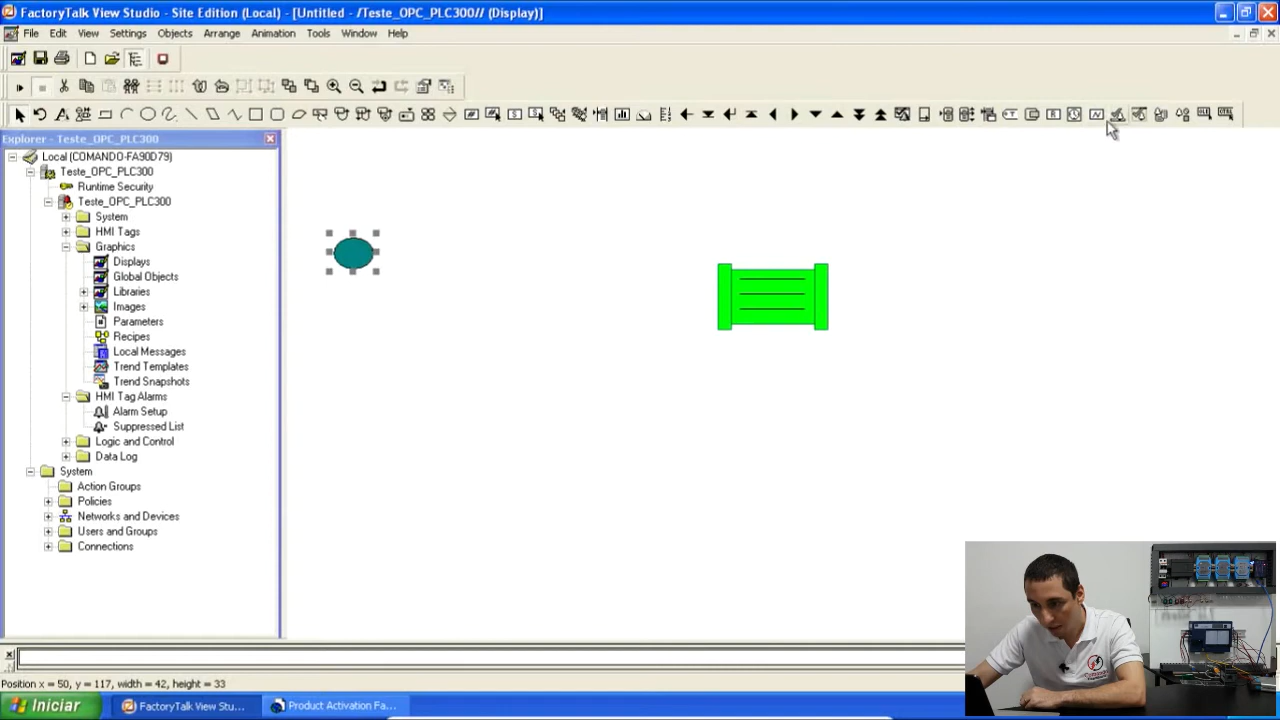 FactoryTalk View Studio - Site Edition (Local) - [Untitled - /Teste_OPC_PLC300// (Display)]
File Edit View Settings Objects Arrange Animation Tools Window Help
Explorer - Teste_OPC_PLC300
Local (COMANDO-FA90D79)
Teste_OPC_PLC300
Runtime Security
Teste_OPC_PLC300
System
HMI Tags
Graphics
Displays
Global Objects
Libraries
Images
Parameters
Recipes
Local Messages
Trend Templates
Trend Snapshots
HMI Tag Alarms
Alarm Setup
Suppressed List
Logic and Control
Data Log
System
Action Groups
Policies
Networks and Devices
Users and Groups
Connections
Position x = 50, y = 117, width = 42, height = 33
Iniciar FactoryTalk View Stu... Product Activation Fa...